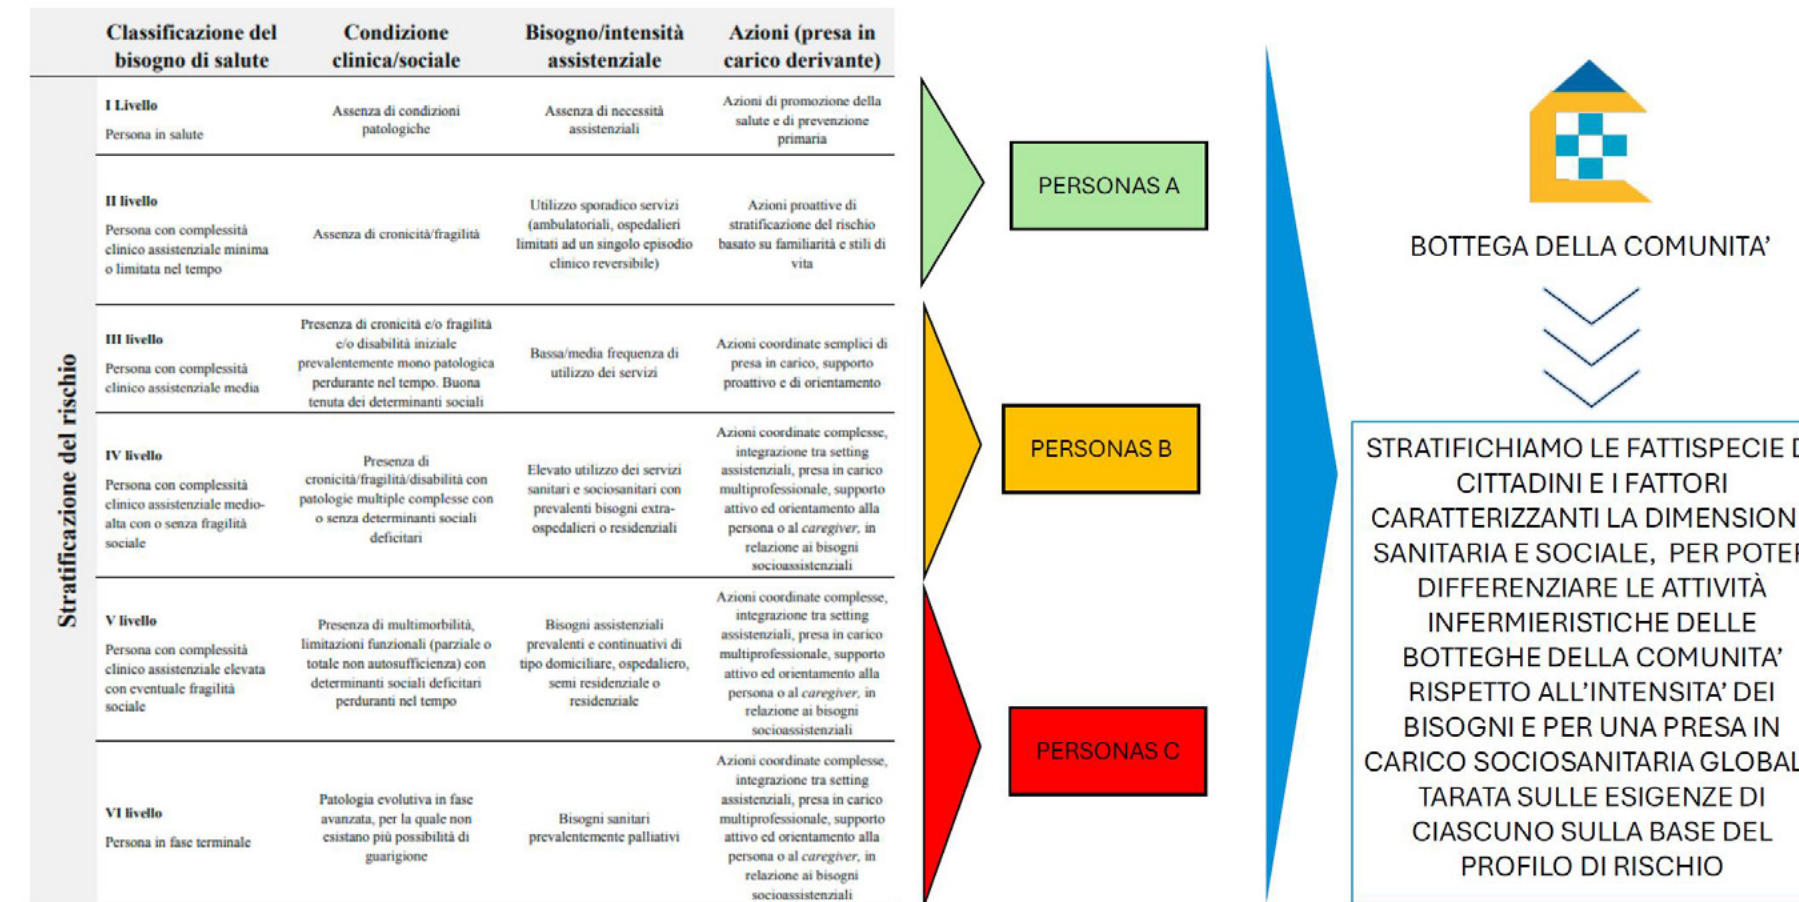 Classificazione del
bisogno di salute
Condizione
clinica/sociale
Bisogno/intensità
assistenziale
Azioni (presa in
carico derivante)
Stratificazione del rischio
I Livello
Persona in salute
Assenza di condizioni
patologiche
Assenza di necessità
assistenziali
Azioni di promozione della
salute e di prevenzione
primaria
II livello
Persona con complessità
clinico assistenziale minima
o limitata nel tempo
Assenza di cronicità/fragilità
Utilizzo sporadico servizi
(ambulatoriali, ospedalieri
limitati ad un singolo episodio
clinico reversibile)
Azioni proattive di
stratificazione del rischio
basato su familiarità e stili di
vita
III livello
Persona con complessità
clinico assistenziale media
Presenza di cronicità e/o fragilità
e/o disabilità iniziale
prevalentemente mono patologica
perdurante nel tempo. Buona
tenuta dei determinanti sociali
Bassa/media frequenza di
utilizzo dei servizi
Azioni coordinate semplici di
presa in carico, supporto
proattivo e di orientamento
IV livello
Persona con complessità
clinico assistenziale medio-
alta con o senza fragilità
sociale
Presenza di
cronicità/fragilità/disabilità con
patologie multiple complesse con
o senza determinanti sociali
deficitari
Elevato utilizzo dei servizi
sanitari e sociosanitari con
prevalenti bisogni extra-
ospedalieri o residenziali
Azioni coordinate complesse,
integrazione tra setting
assistenziali, presa in carico
multiprofessionale, supporto
attivo ed orientamento alla
persona o al caregiver, in
relazione ai bisogni
socioassistenziali
V livello
Persona con complessità
clinico assistenziale elevata
con eventuale fragilità
sociale
Presenza di multimorbilità,
limitazioni funzionali (parziale o
totale non autosufficienza) con
determinanti sociali deficitari
perduranti nel tempo
Bisogni assistenziali
prevalenti e continuativi di
tipo domiciliare, ospedaliero,
semi residenziale o
residenziale
Azioni coordinate complesse,
integrazione tra setting
assistenziali, presa in carico
multiprofessionale, supporto
attivo ed orientamento alla
persona o al caregiver, in
relazione ai bisogni
socioassistenziali
VI livello
Persona in fase terminale
Patologia evolutiva in fase
avanzata, per la quale non
esistano più possibilità di
guarigione
Bisogni sanitari
prevalentemente palliativi
Azioni coordinate complesse,
integrazione tra setting
assistenziali, presa in carico
multiprofessionale, supporto
attivo ed orientamento alla
persona o al caregiver, in
relazione ai bisogni
socioassistenziali
PERSONAS A
PERSONAS B
PERSONAS C
BOTTEGA DELLA COMUNITA'
STRATIFICHIAMO LE FATTISPECIE
CITTADINI E I FATTORI
CARATTERIZZANTI LA DIMENSION
SANITARIA E SOCIALE, PER POTER
DIFFERENZIARE LE ATTIVITÀ
INFERMIERISTICHE DELLE
BOTTEGHE DELLA COMUNITA'
RISPETTO ALL'INTENSITA' DEI
BISOGNI E PER UNA PRESA IN
CARICO SOCIOSANITARIA GLOBAL
TARATA SULLE ESIGENZE DI
CIASCUNO SULLA BASE DEL
PROFILO DI RISCHIO